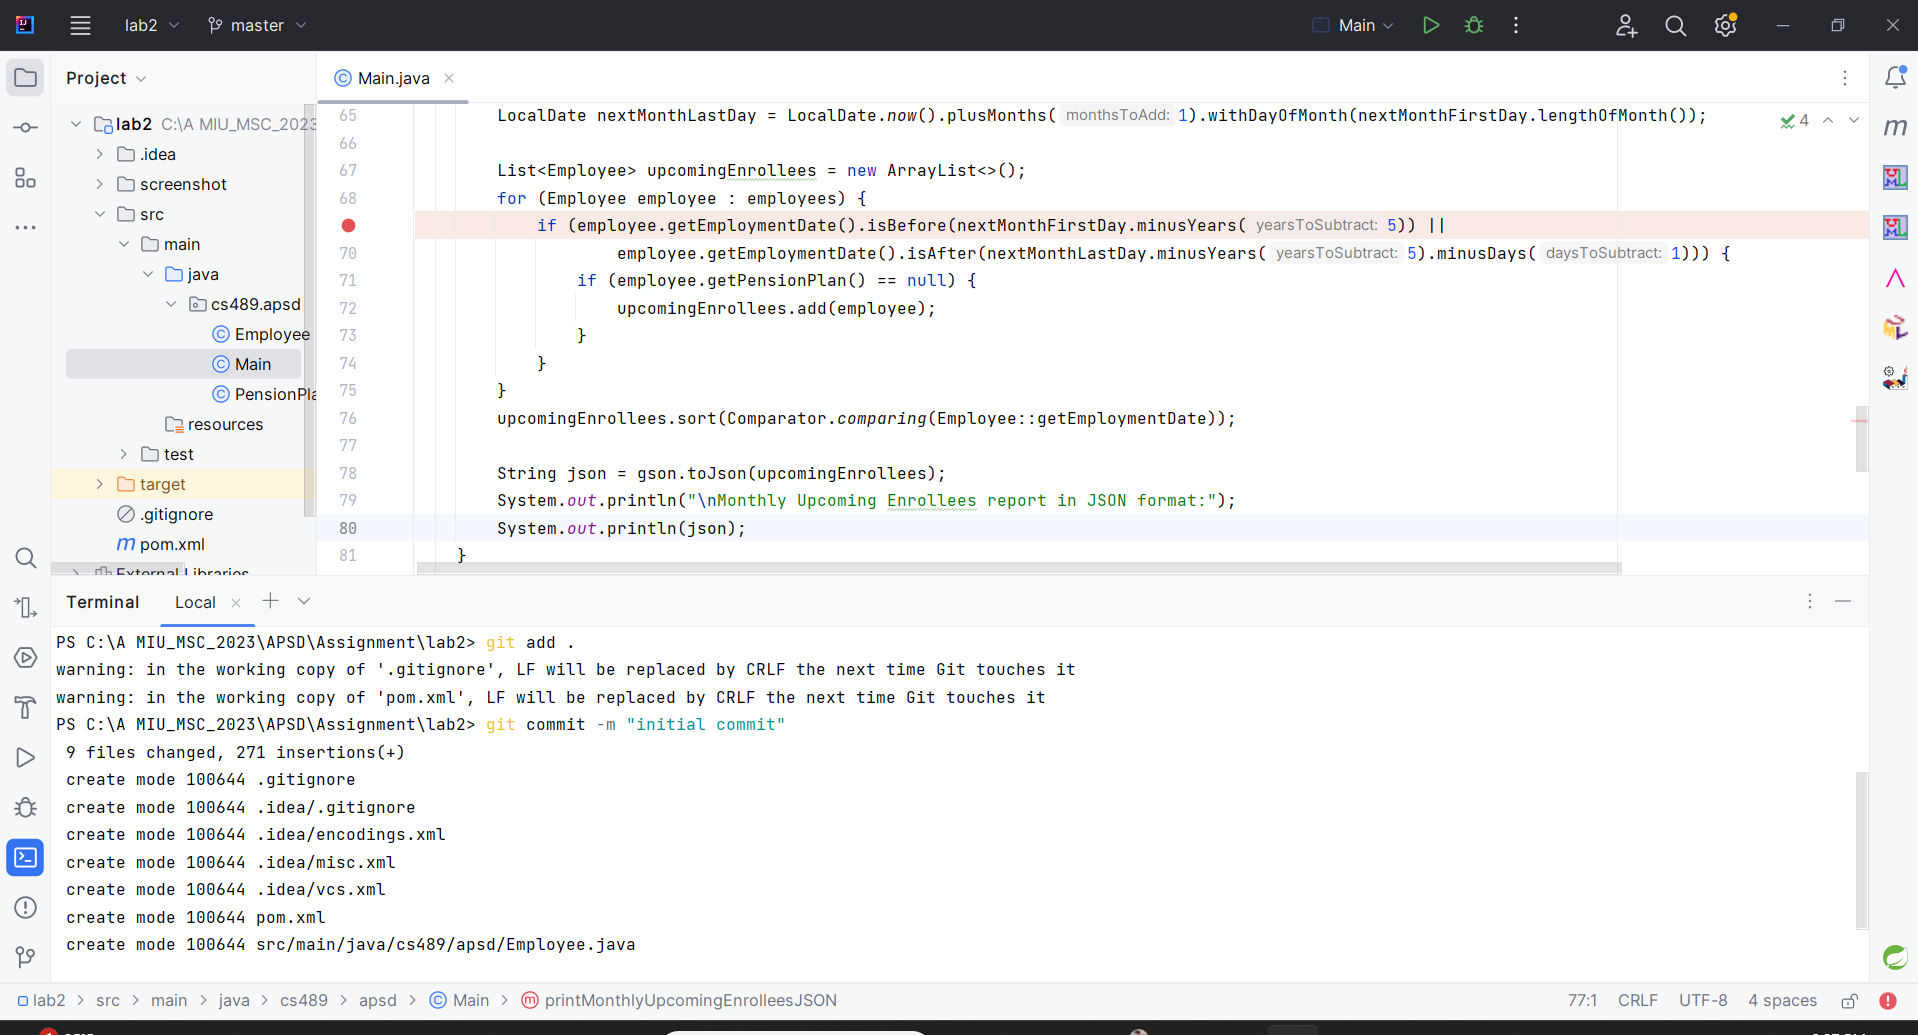 lab2
master
Main
Project
Main.java
lab2 C:\A MIU_MSC_2023
.idea
screenshot
src
main
java
cs489.apsd
Employee
Main
PensionPla
resources
test
target
.gitignore
pom.xml
External Libraries
65 LocalDate nextMonthLastDay = LocalDate.now().plusMonths( monthsToAdd: 1).withDayOfMonth(nextMonthFirstDay.lengthOfMonth());
4
66
67 List<Employee> upcomingEnrollees = new ArrayList<>();
68 for (Employee employee : employees) {
if (employee.getEmploymentDate().isBefore(nextMonthFirstDay.minusYears( yearsToSubtract: 5)) ||
70 employee.getEmploymentDate().isAfter(nextMonthLastDay.minusYears( yearsToSubtract: 5).minusDays( daysToSubtract: 1))) {
71 if (employee.getPensionPlan() == null) {
72 upcomingEnrollees.add(employee);
73 }
74 }
75 }
76 upcomingEnrollees.sort(Comparator.comparing(Employee::getEmploymentDate));
77
78 String json = gson.toJson(upcomingEnrollees);
79 System.out.println("\nMonthly Upcoming Enrollees report in JSON format:");
80 System.out.println(json);
81 }
Terminal
Local
PS C:\A MIU_MSC_2023\APSD\Assignment\lab2> git add .
warning: in the working copy of '.gitignore', LF will be replaced by CRLF the next time Git touches it
warning: in the working copy of 'pom.xml', LF will be replaced by CRLF the next time Git touches it
PS C:\A MIU_MSC_2023\APSD\Assignment\lab2> git commit -m "initial commit"
9 files changed, 271 insertions(+)
create mode 100644 .gitignore
create mode 100644 .idea/.gitignore
create mode 100644 .idea/encodings.xml
create mode 100644 .idea/misc.xml
create mode 100644 .idea/vcs.xml
create mode 100644 pom.xml
create mode 100644 src/main/java/cs489/apsd/Employee.java
lab2 > src > main > java > cs489 > apsd > Main > printMonthlyUpcomingEnrolleesJSON
77:1 CRLF UTF-8 4 spaces